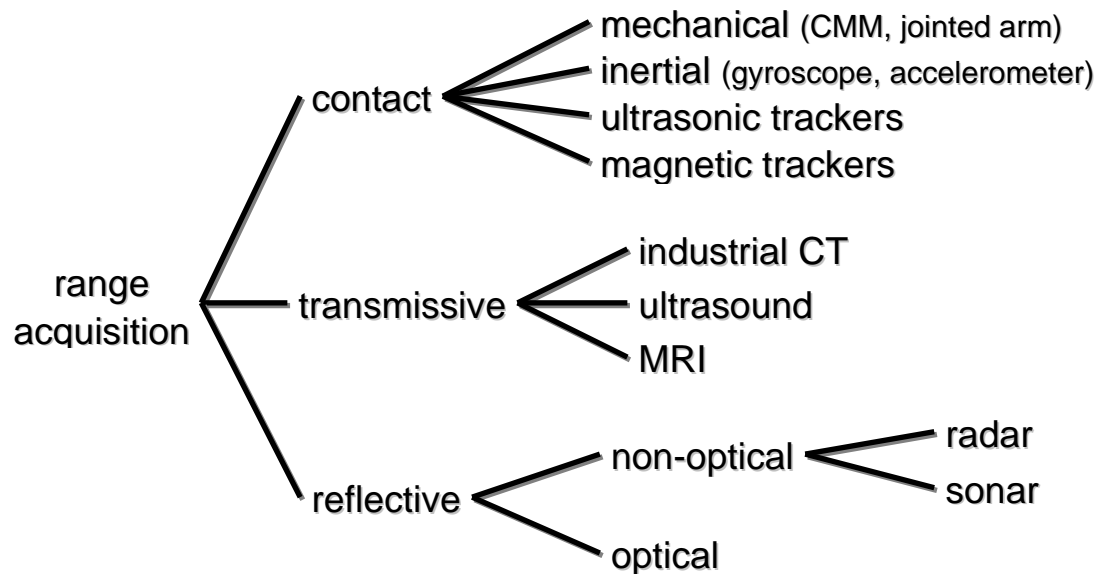 mechanical (CMM, jointed arm)
inertial (gyroscope, accelerometer)
contact
ultrasonic trackers
magnetic trackers
industrial CT
range
acquisition
transmissive
ultrasound
MRI
non-optical
radar
sonar
reflective
optical